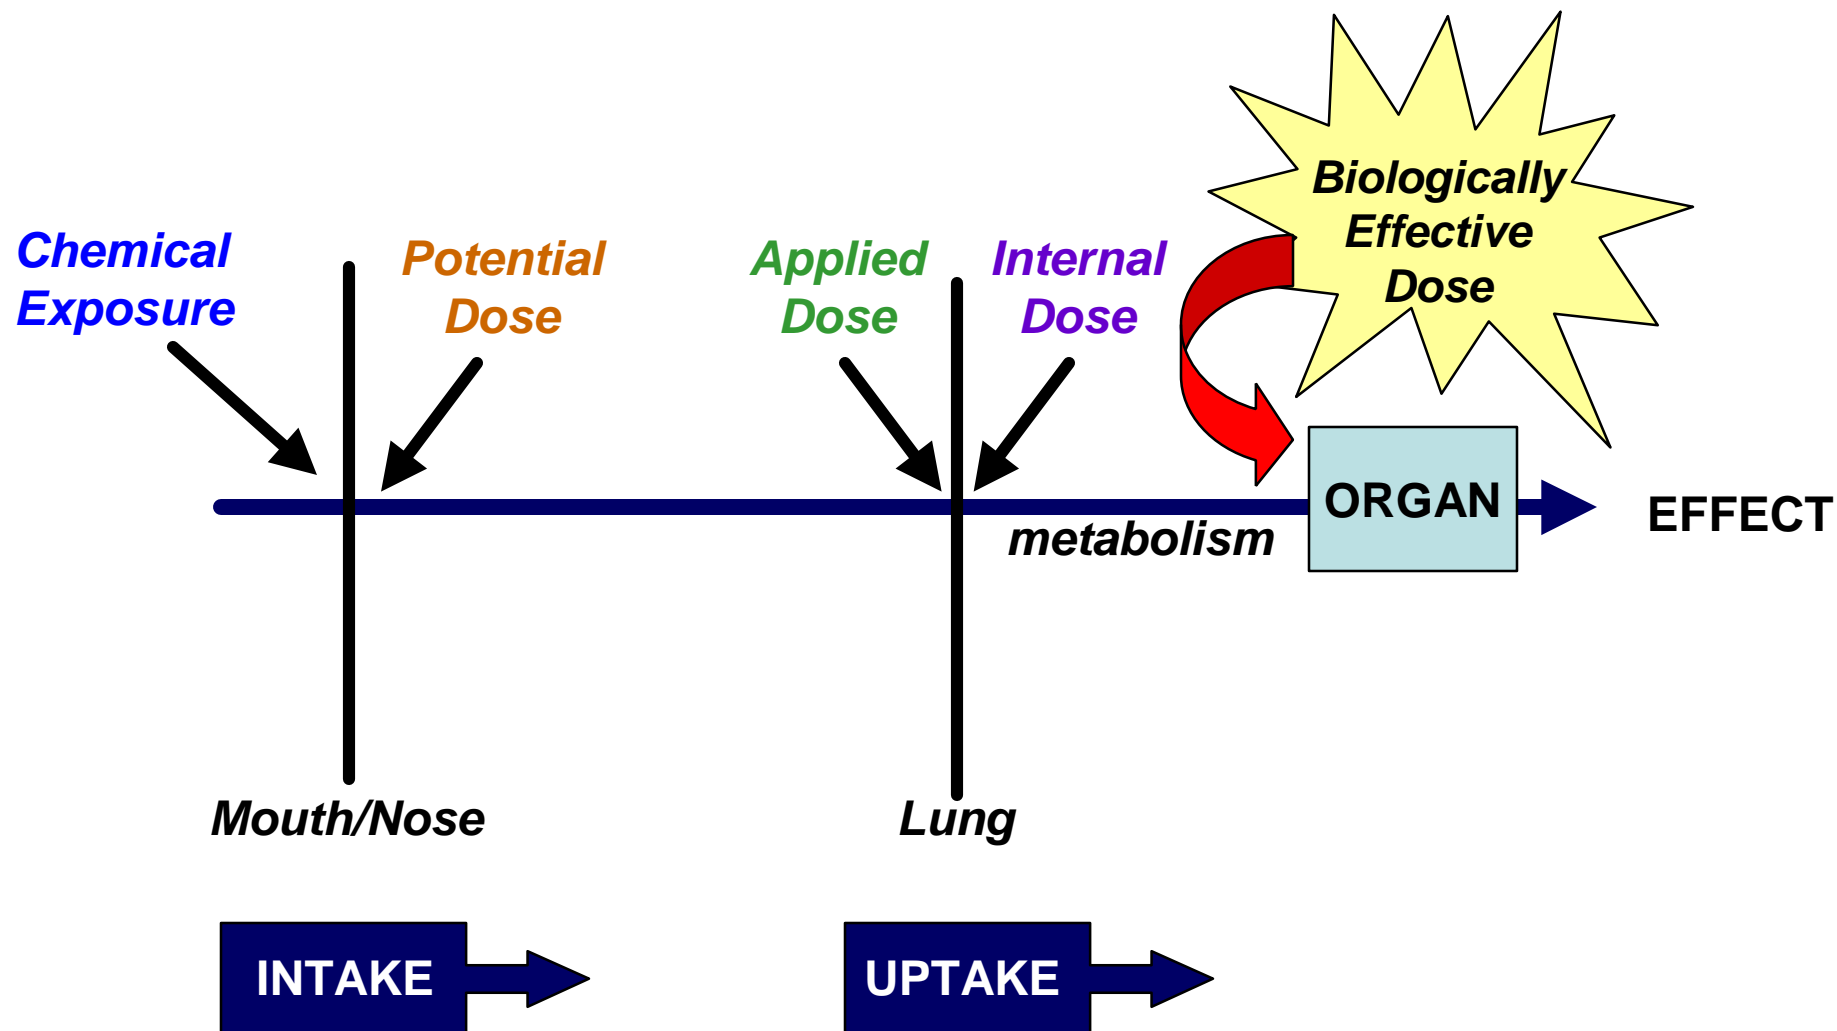 Chemical
Exposure
Potential
Dose
Applied
Dose
Internal
Dose
Biologically
Effective
Dose
metabolism
ORGAN
EFFECT
Mouth/Nose
Lung
INTAKE
UPTAKE